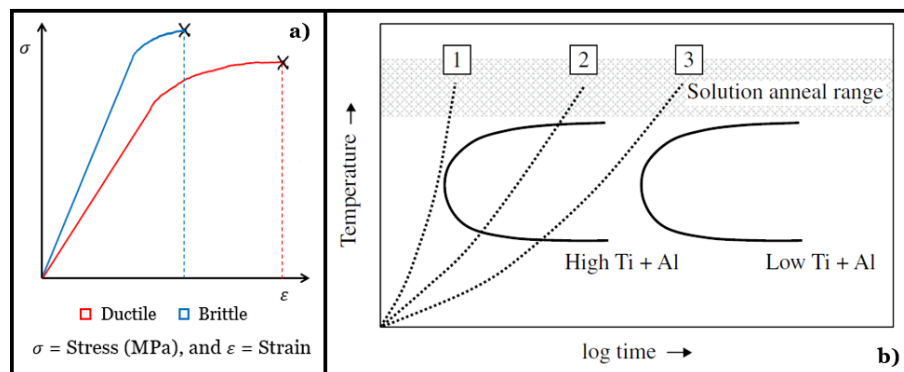 a)
σ
ε
Ductile Brittle
σ = Stress (MPa), and ε = Strain
1
2
3
Solution anneal range
Temperature →
High Ti + Al
Low Ti + Al
log time →
b)